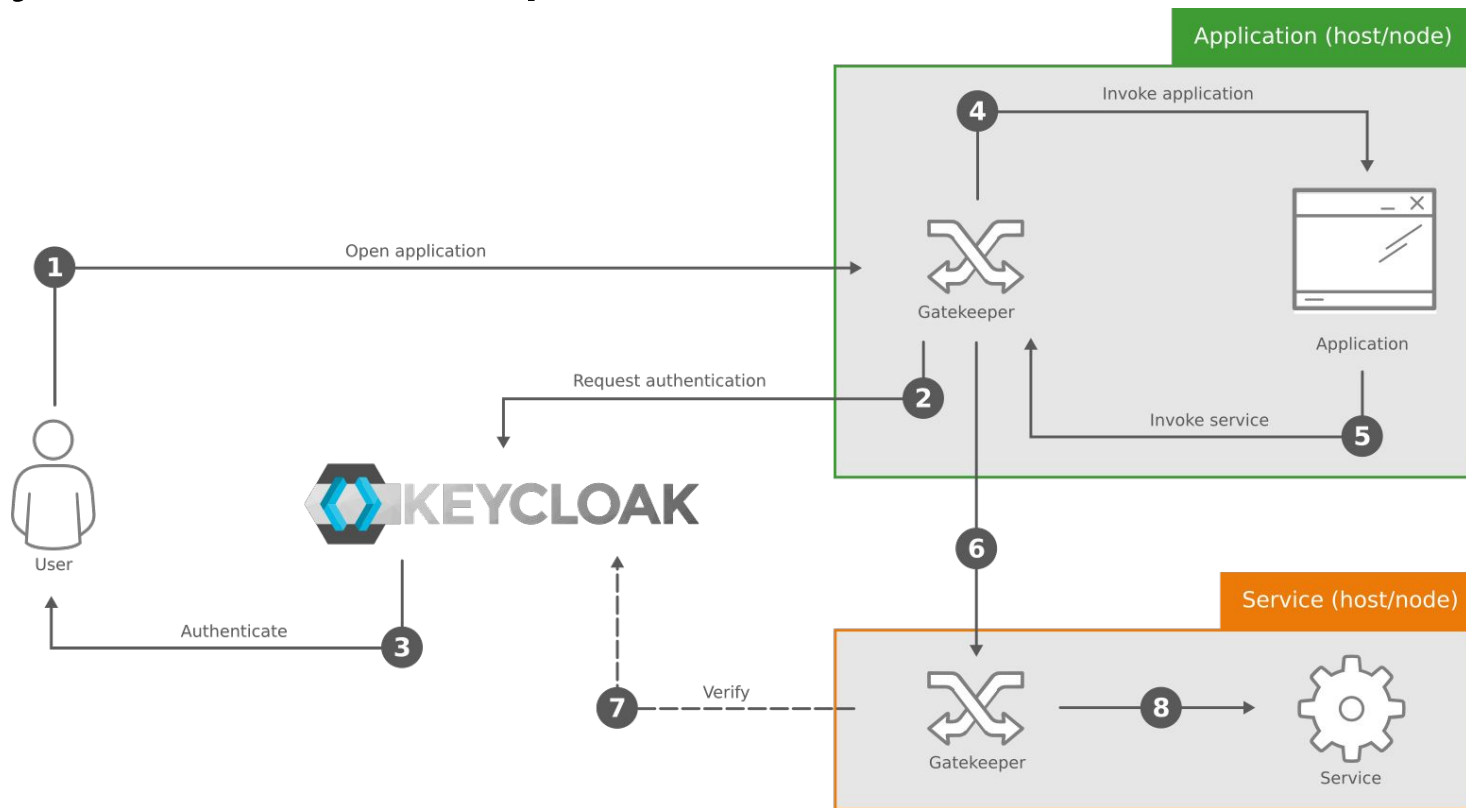 Application (host/node)
Invoke application
4
Open application
1
Gatekeeper
Application
Request authentication
2
Invoke service
5
KEYCLOAK
User
6
Service (host/node)
Authenticate
3
Verify
7
8
Gatekeeper
Service